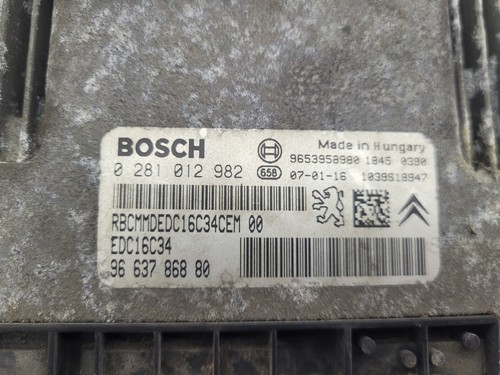 BOSCH
Made in Hungary
9653958980 1845 0390
0 281 012 982
658
07-01-16 1039S18947
RBCMMDEDC16C34CEM 00
EDC16C34
96 637 868 80